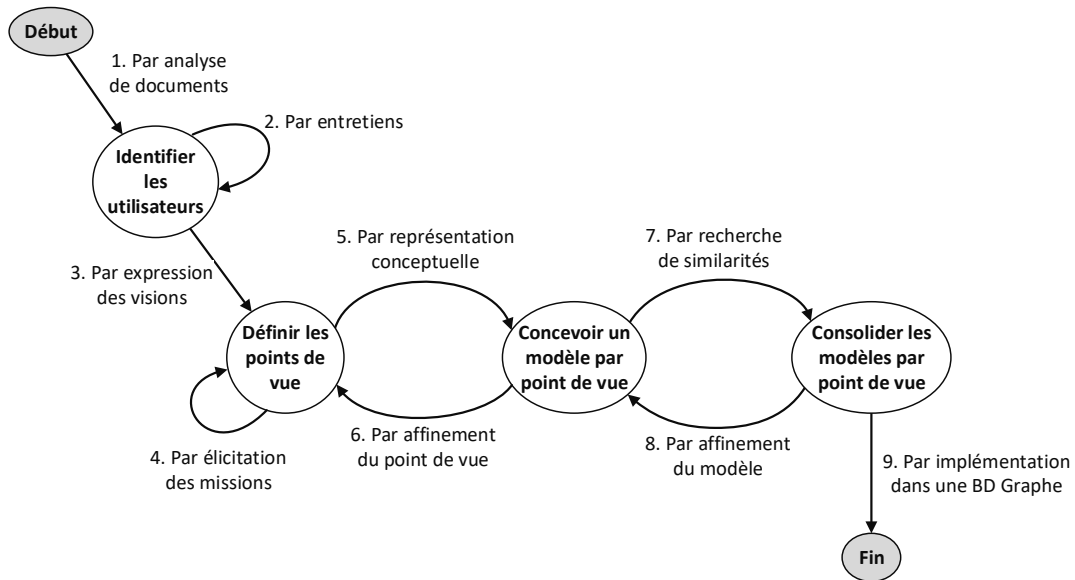 Début
1. Par analyse
de documents
2. Par entretiens
Identifier
les
utilisateurs
3. Par expression
des visions
5. Par représentation
conceptuelle
7. Par recherche
de similarités
Définir les
points de
vue
Concevoir un
modèle par
point de vue
Consolider les
modèles par
point de vue
4. Par élicitation
des missions
6. Par affinement
du point de vue
8. Par affinement
du modèle
9. Par implémentation
dans une BD Graphe
Fin